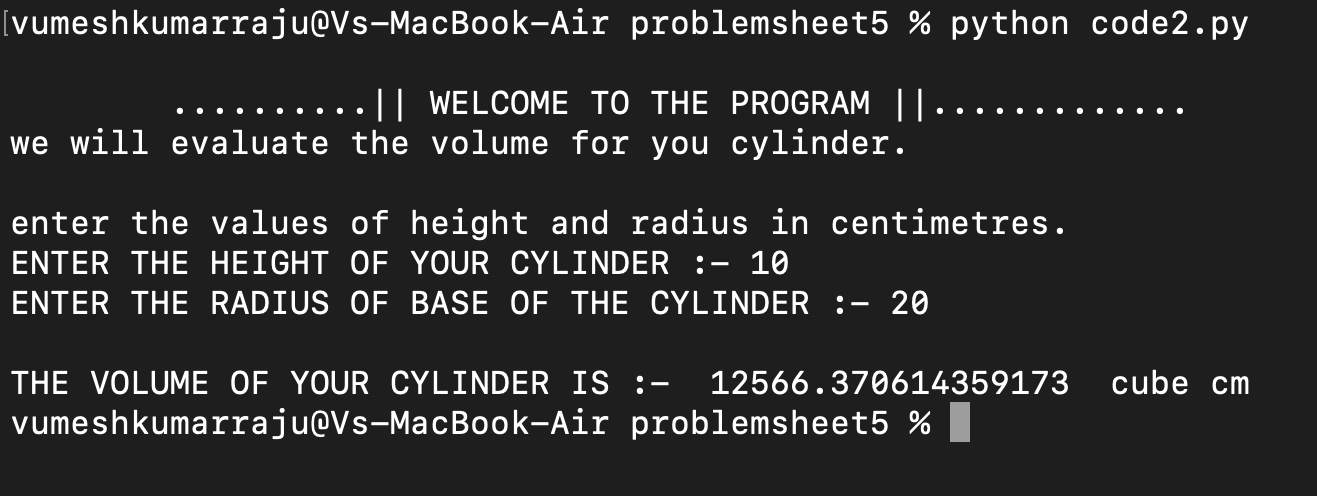 [vumeshkumarraju@Vs-MacBook-Air problemsheet5 % python code2.py
..........|| WELCOME TO THE PROGRAM ||.............
we will evaluate the volume for you cylinder.
enter the values of height and radius in centimetres.
ENTER THE HEIGHT OF YOUR CYLINDER :- 10
ENTER THE RADIUS OF BASE OF THE CYLINDER :- 20
THE VOLUME OF YOUR CYLINDER IS :-  12566.370614359173  cube cm
vumeshkumarraju@Vs-MacBook-Air problemsheet5 %